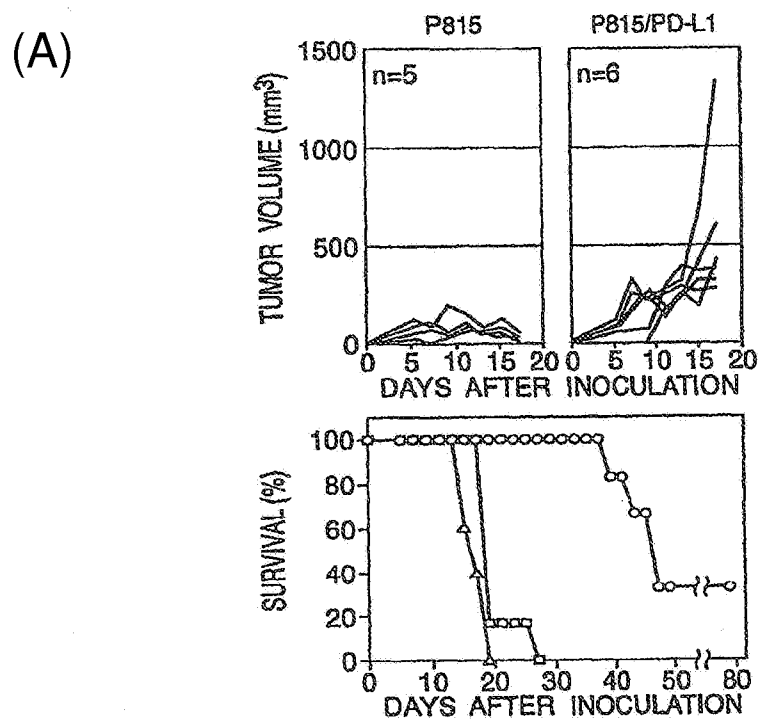 (A)
P815 P815/PD-L1
1500
n=5 n=6
1000
500
0
TUMOR VOLUME (mm³)
0 5 10 15 20 0 5 10 15 20
DAYS AFTER INOCULATION
100
80
60
40
20
0
SURVIVAL (%)
0 10 20 30 40 50 80
DAYS AFTER INOCULATION